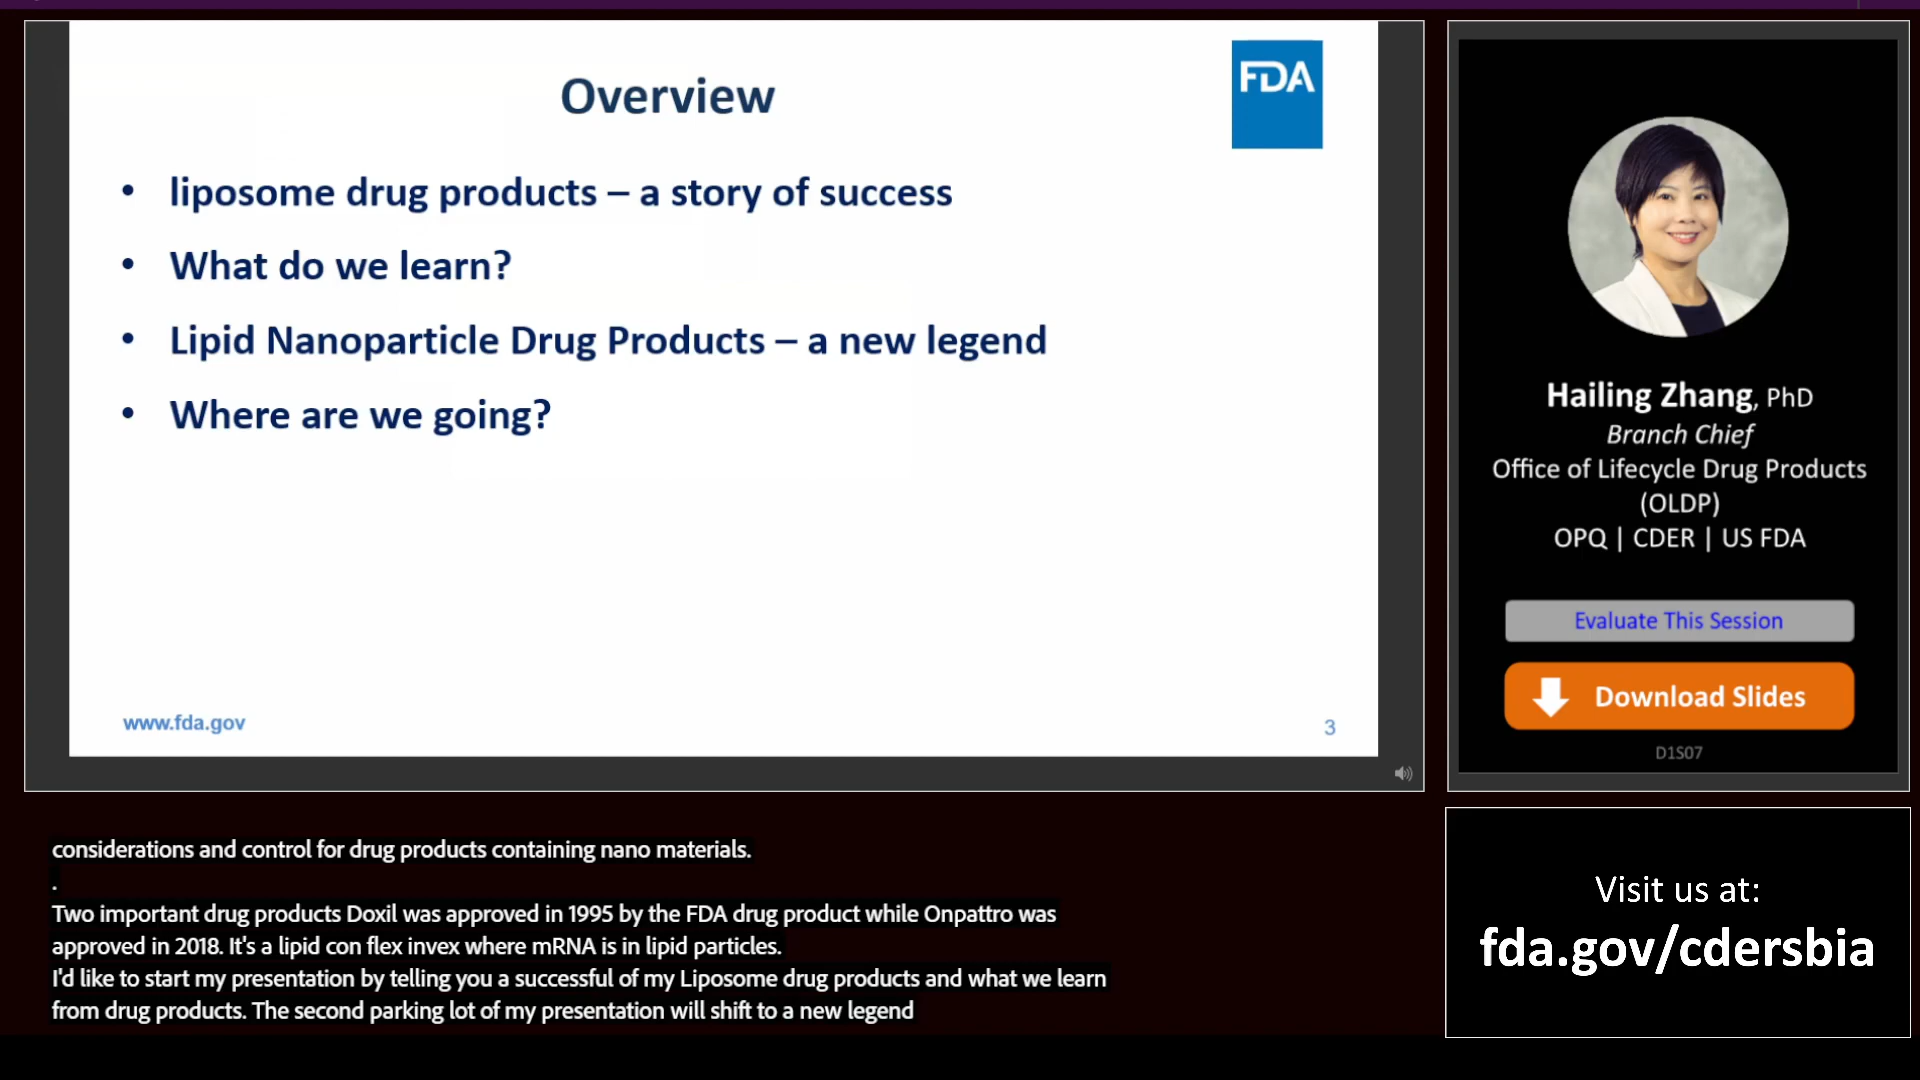 Overview
FDA
• liposome drug products – a story of success
• What do we learn?
• Lipid Nanoparticle Drug Products – a new legend
• Where are we going?
www.fda.gov
3
Hailing Zhang, PhD
Branch Chief
Office of Lifecycle Drug Products
(OLDP)
OPQ | CDER | US FDA
Evaluate This Session
Download Slides
D1S07
considerations and control for drug products containing nano materials.
.
Two important drug products Doxil was approved in 1995 by the FDA drug product while Onpattro was
approved in 2018. It's a lipid con flex invex where mRNA is in lipid particles.
I'd like to start my presentation by telling you a successful of my Liposome drug products and what we learn
from drug products. The second parking lot of my presentation will shift to a new legend
Visit us at:
fda.gov/cdersbia